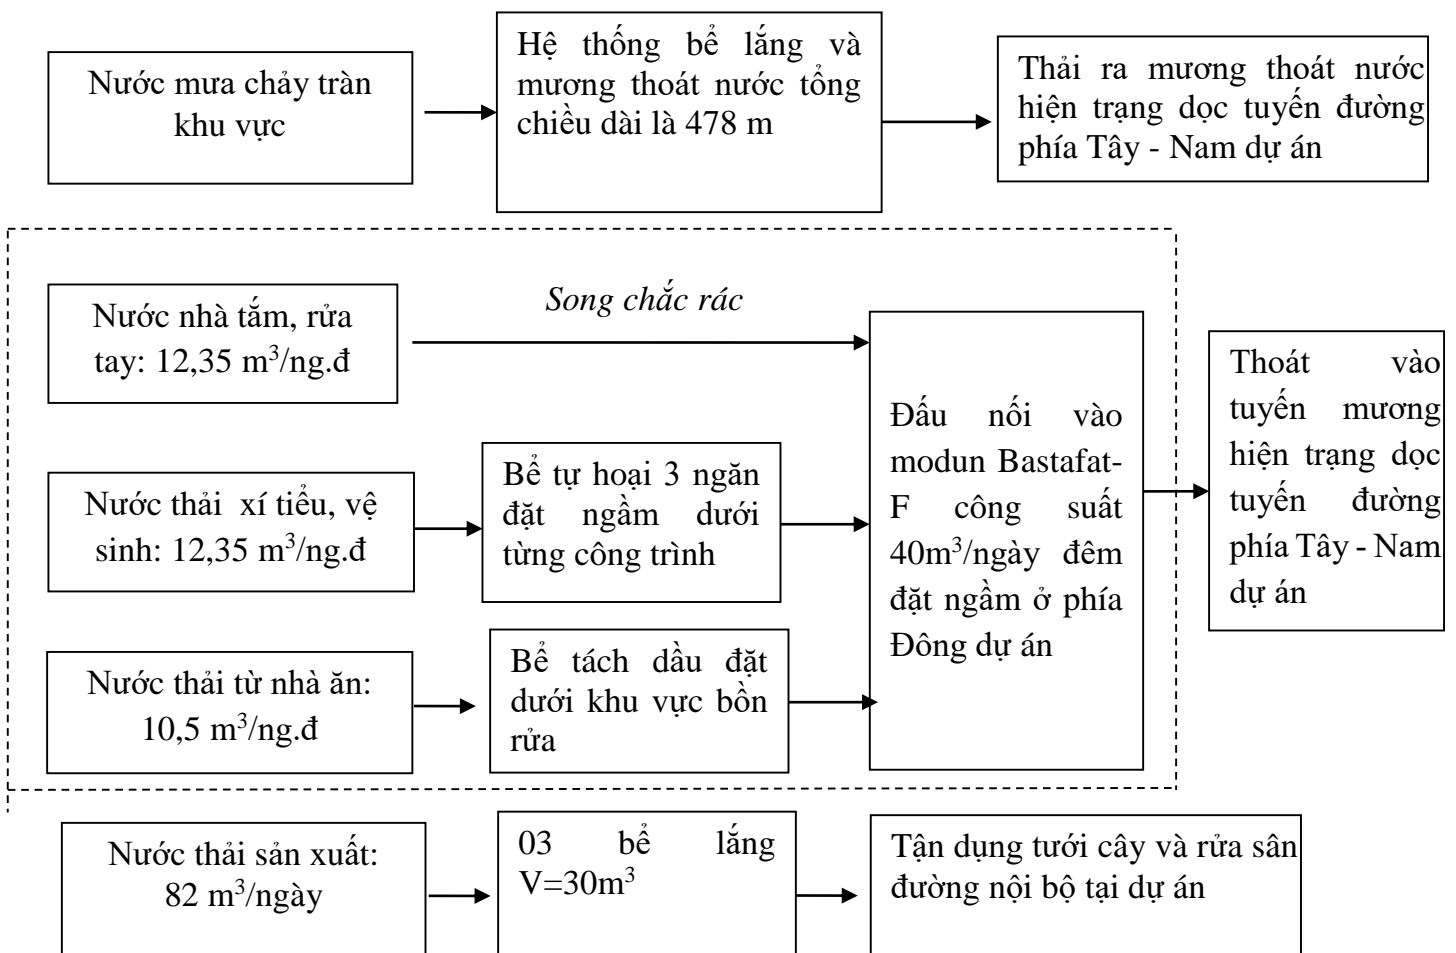 Nước mưa chảy tràn
khu vực
Hệ thống bể lắng và
mương thoát nước tổng
chiều dài là 478 m
Thải ra mương thoát nước
hiện trạng dọc tuyến đường
phía Tây - Nam dự án
Nước nhà tắm, rửa
tay: 12,35 m³/ng.đ
Song chắc rác
Nước thải xí tiểu, vệ
sinh: 12,35 m³/ng.đ
Bể tự hoại 3 ngăn
đặt ngầm dưới
từng công trình
Nước thải từ nhà ăn:
10,5 m³/ng.đ
Bể tách dầu đặt
dưới khu vực bồn
rửa
Đấu nối vào
modun Bastafat-
F công suất
40m³/ngày đêm
đặt ngầm ở phía
Đông dự án
Thoát vào
tuyến mương
hiện trạng dọc
tuyến đường
phía Tây - Nam
dự án
Nước thải sản xuất:
82 m³/ngày
03 bể lắng
V=30m³
Tận dụng tưới cây và rửa sân
đường nội bộ tại dự án